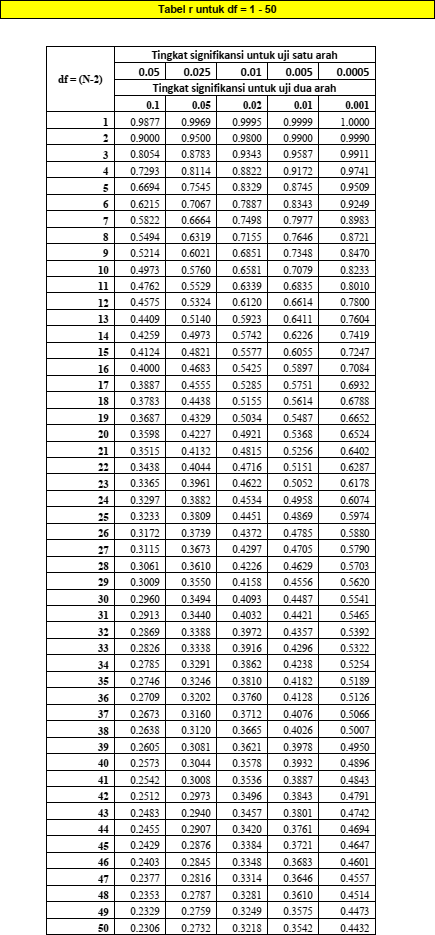 Tabel r untuk df = 1 - 50
df = (N-2)
Tingkat signifikansi untuk uji satu arah
0.05 0.025 0.01 0.005 0.0005
Tingkat signifikansi untuk uji dua arah
0.1 0.05 0.02 0.01 0.001
1 0.9877 0.9969 0.9995 0.9999 1.0000
2 0.9000 0.9500 0.9800 0.9900 0.9990
3 0.8054 0.8783 0.9343 0.9587 0.9911
4 0.7293 0.8114 0.8822 0.9172 0.9741
5 0.6694 0.7545 0.8329 0.8745 0.9509
6 0.6215 0.7067 0.7887 0.8343 0.9249
7 0.5822 0.6664 0.7498 0.7977 0.8983
8 0.5494 0.6319 0.7155 0.7646 0.8721
9 0.5214 0.6021 0.6851 0.7348 0.8470
10 0.4973 0.5760 0.6581 0.7079 0.8233
11 0.4762 0.5529 0.6339 0.6835 0.8010
12 0.4575 0.5324 0.6120 0.6614 0.7800
13 0.4409 0.5140 0.5923 0.6411 0.7604
14 0.4259 0.4973 0.5742 0.6226 0.7419
15 0.4124 0.4821 0.5577 0.6055 0.7247
16 0.4000 0.4683 0.5425 0.5897 0.7084
17 0.3887 0.4555 0.5285 0.5751 0.6932
18 0.3783 0.4438 0.5155 0.5614 0.6788
19 0.3687 0.4329 0.5034 0.5487 0.6652
20 0.3598 0.4227 0.4921 0.5368 0.6524
21 0.3515 0.4132 0.4815 0.5256 0.6402
22 0.3438 0.4044 0.4716 0.5151 0.6287
23 0.3365 0.3961 0.4622 0.5052 0.6178
24 0.3297 0.3882 0.4534 0.4958 0.6074
25 0.3233 0.3809 0.4451 0.4869 0.5974
26 0.3172 0.3739 0.4372 0.4785 0.5880
27 0.3115 0.3673 0.4297 0.4705 0.5790
28 0.3061 0.3610 0.4226 0.4629 0.5703
29 0.3009 0.3550 0.4158 0.4556 0.5620
30 0.2960 0.3494 0.4093 0.4487 0.5541
31 0.2913 0.3440 0.4032 0.4421 0.5465
32 0.2869 0.3388 0.3972 0.4357 0.5392
33 0.2826 0.3338 0.3916 0.4296 0.5322
34 0.2785 0.3291 0.3862 0.4238 0.5254
35 0.2746 0.3246 0.3810 0.4182 0.5189
36 0.2709 0.3202 0.3760 0.4128 0.5126
37 0.2673 0.3160 0.3712 0.4076 0.5066
38 0.2638 0.3120 0.3665 0.4026 0.5007
39 0.2605 0.3081 0.3621 0.3978 0.4950
40 0.2573 0.3044 0.3578 0.3932 0.4896
41 0.2542 0.3008 0.3536 0.3887 0.4843
42 0.2512 0.2973 0.3496 0.3843 0.4791
43 0.2483 0.2940 0.3457 0.3801 0.4742
44 0.2455 0.2907 0.3420 0.3761 0.4694
45 0.2429 0.2876 0.3384 0.3721 0.4647
46 0.2403 0.2845 0.3348 0.3683 0.4601
47 0.2377 0.2816 0.3314 0.3646 0.4557
48 0.2353 0.2787 0.3281 0.3610 0.4514
49 0.2329 0.2759 0.3249 0.3575 0.4473
50 0.2306 0.2732 0.3218 0.3542 0.4432